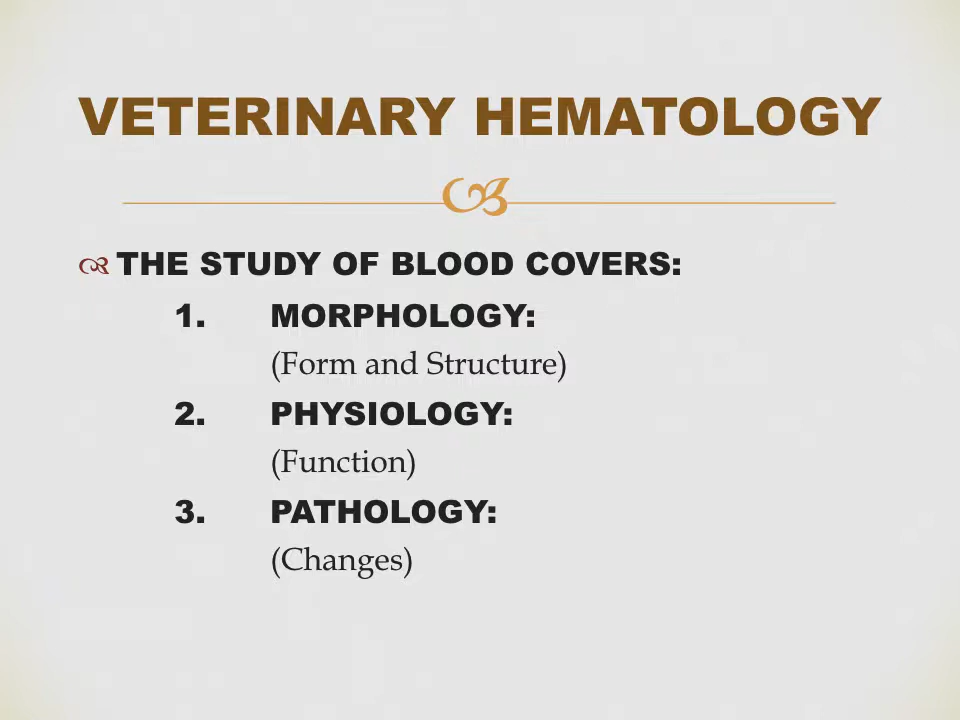 VETERINARY HEMATOLOGY
THE STUDY OF BLOOD COVERS:
1. MORPHOLOGY:
(Form and Structure)
2. PHYSIOLOGY:
(Function)
3. PATHOLOGY:
(Changes)